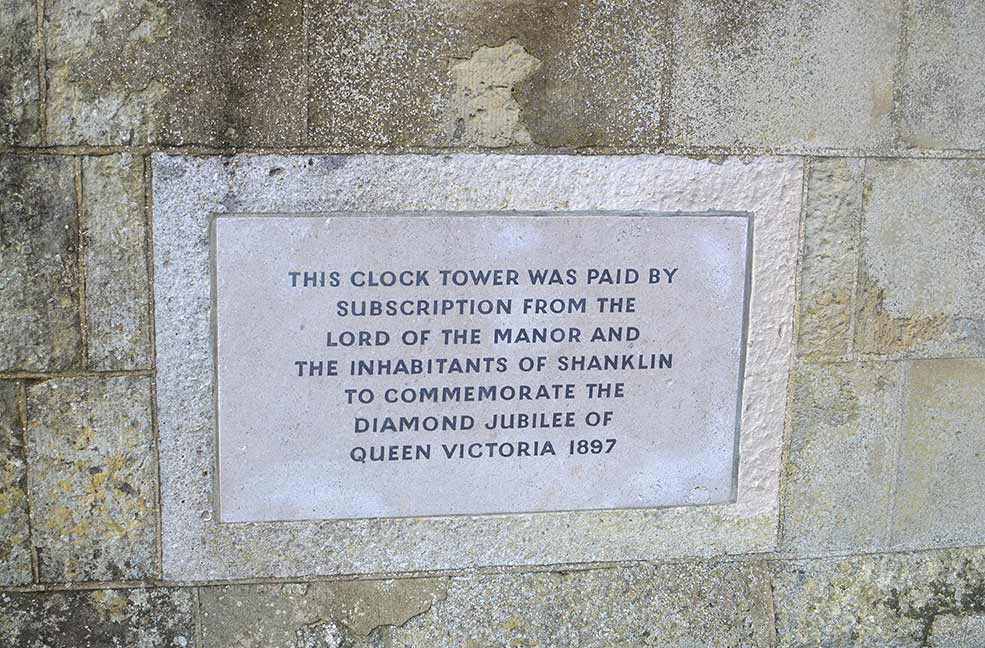 THIS CLOCK TOWER WAS PAID BY
SUBSCRIPTION FROM THE
LORD OF THE MANOR AND
THE INHABITANTS OF SHANKLIN
TO COMMEMORATE THE
DIAMOND JUBILEE OF
QUEEN VICTORIA 1897